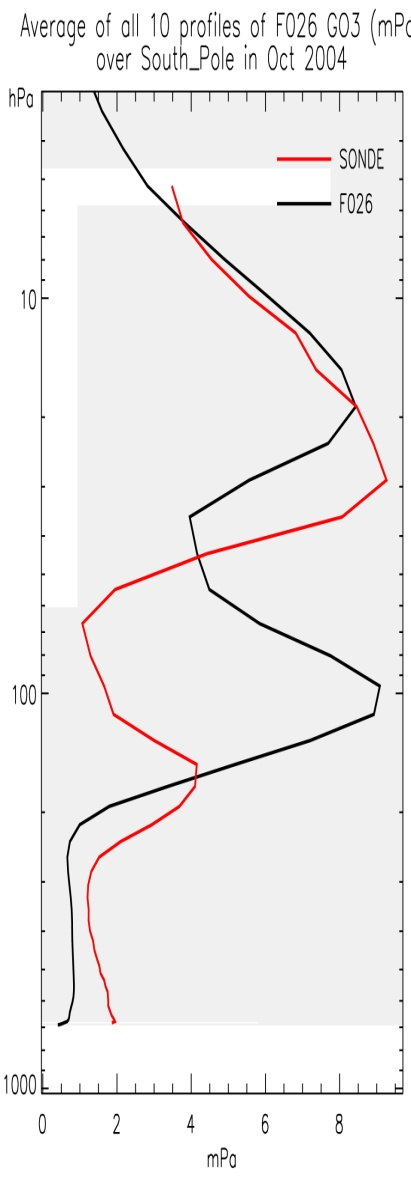 Average of all 10 profiles of F026 GO3 (mPa
over South_Pole in Oct 2004
hPa
SONDE
F026
10
100
1000
0 2 4 6 8
mPa